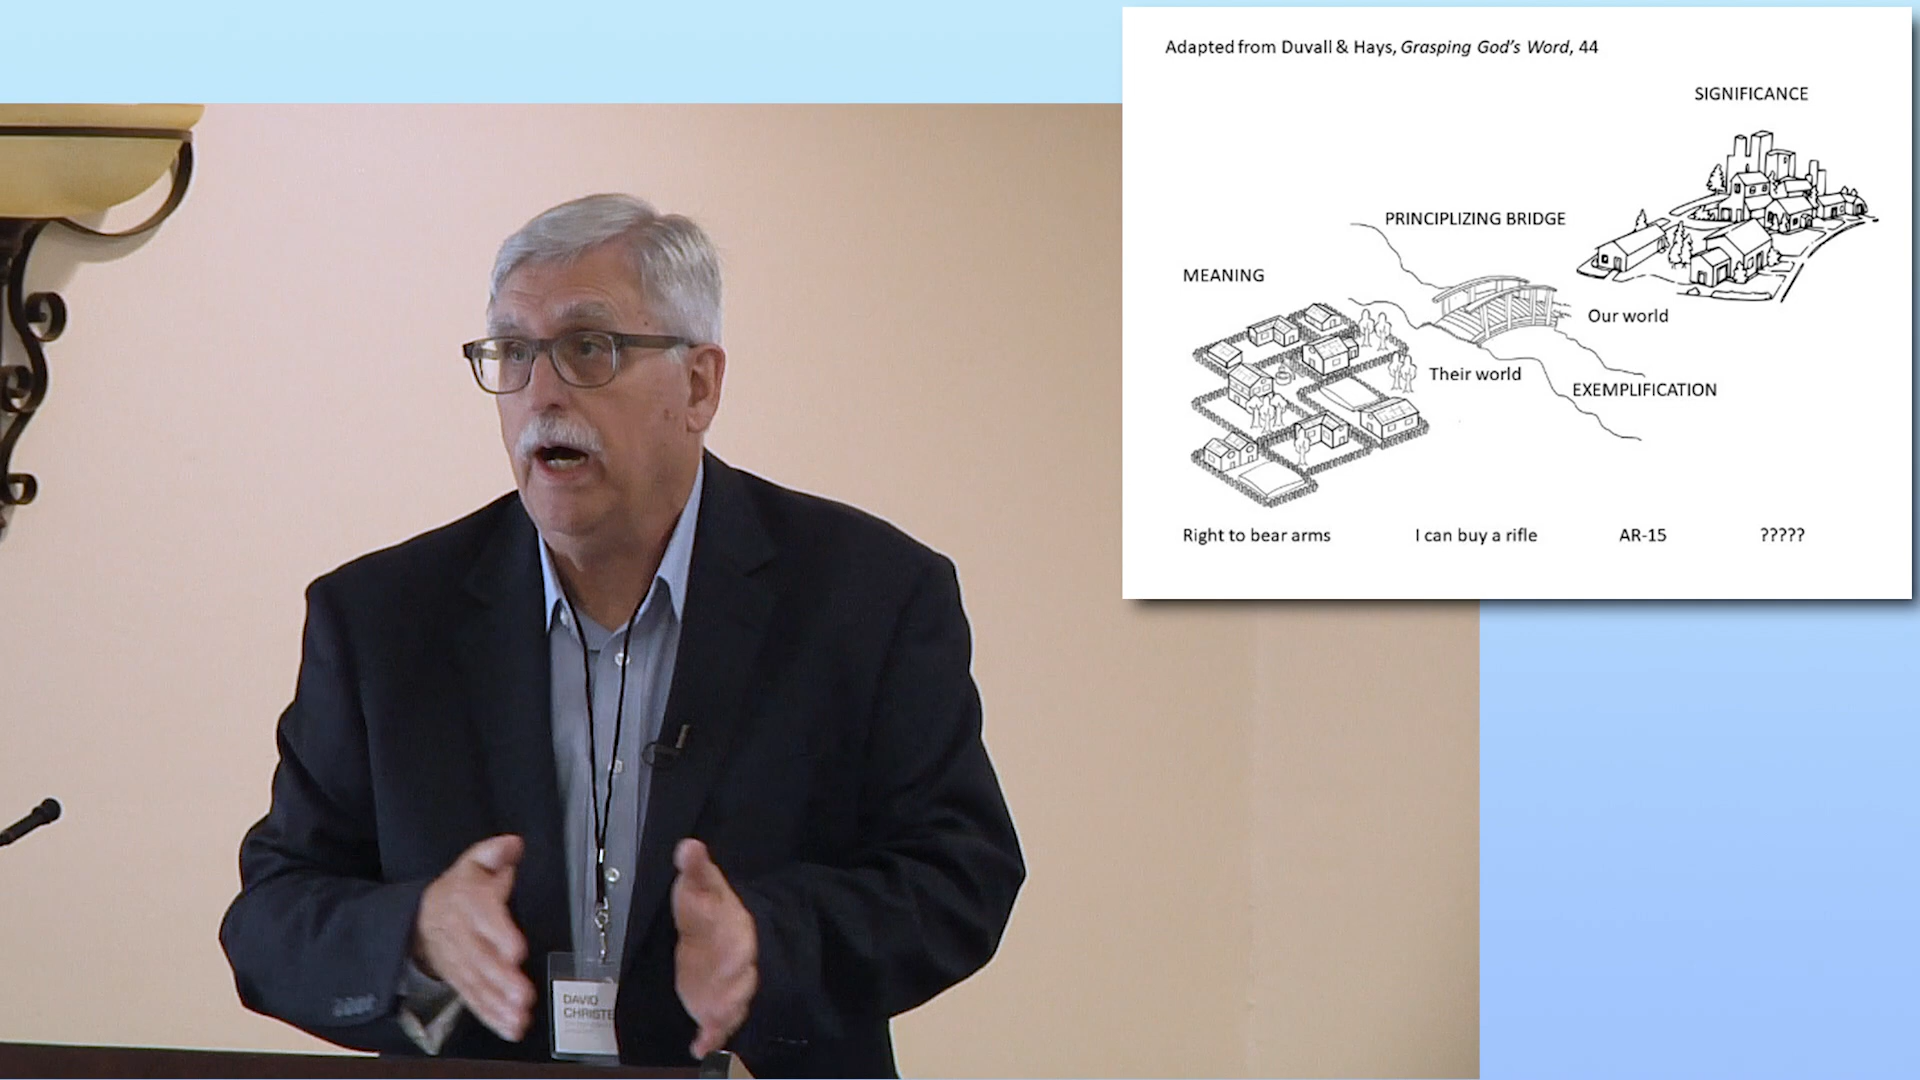 Adapted from Duvall & Hays, Grasping God's Word, 44
SIGNIFICANCE
PRINCIPLIZING BRIDGE
MEANING
Our world
Their world
EXEMPLIFICATION
Right to bear arms I can buy a rifle AR-15 ?????
DAVID
CHRISTE